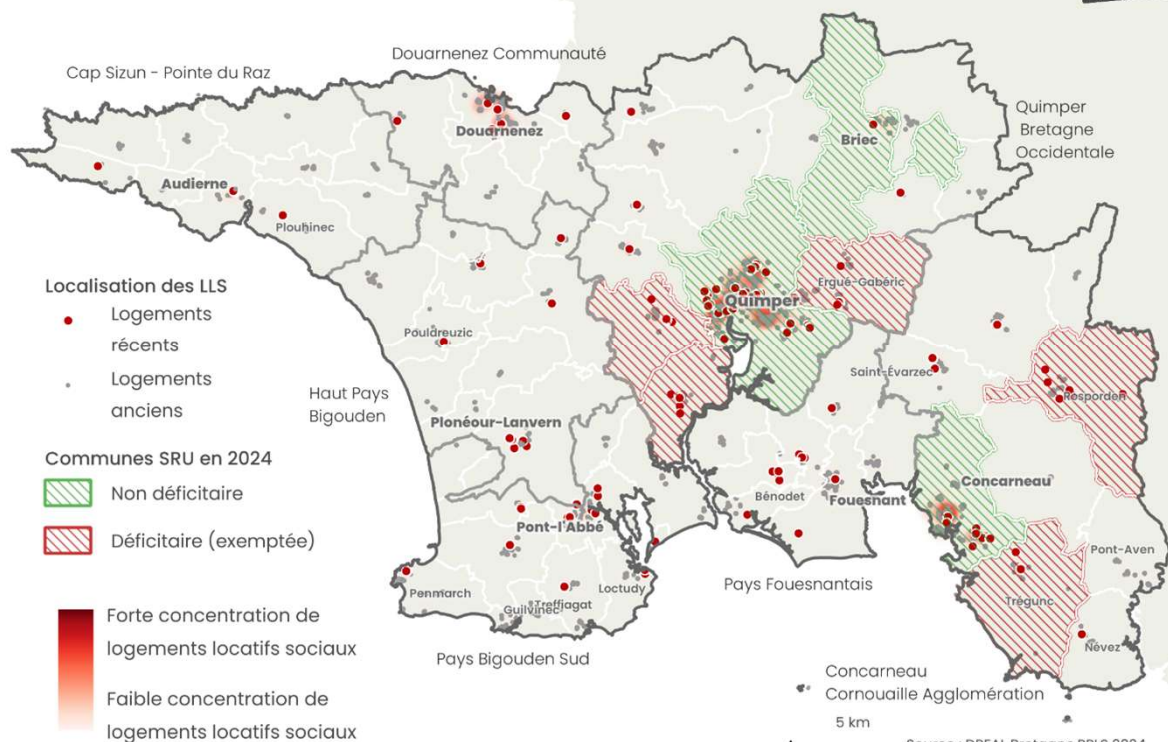 Douarnenez Communauté
Cap Sizun - Pointe du Raz
Quimper
Bretagne
Occidentale
Douarnenez
Briec
Audierne
Plouhinec
Localisation des LLS
Logements
récents
Logements
anciens
Ergué-Gabéric
Quimper
Pouldreuzic
Haut Pays
Bigouden
Saint-Évarzec
Rosporden
Plonéour-Lanvern
Communes SRU en 2024
Non déficitaire
Déficitaire (exemptée)
Concarneau
Bénodet
Fouesnant
Pont-l'Abbé
Pont-Aven
Pays Fouesnantais
Penmarch
Loctudy
Treffiagat
Guilvinec
Trégunc
Névez
Pays Bigouden Sud
Forte concentration de
logements locatifs sociaux
Faible concentration de
logements locatifs sociaux
Concarneau
Cornouaille Agglomération
5 km